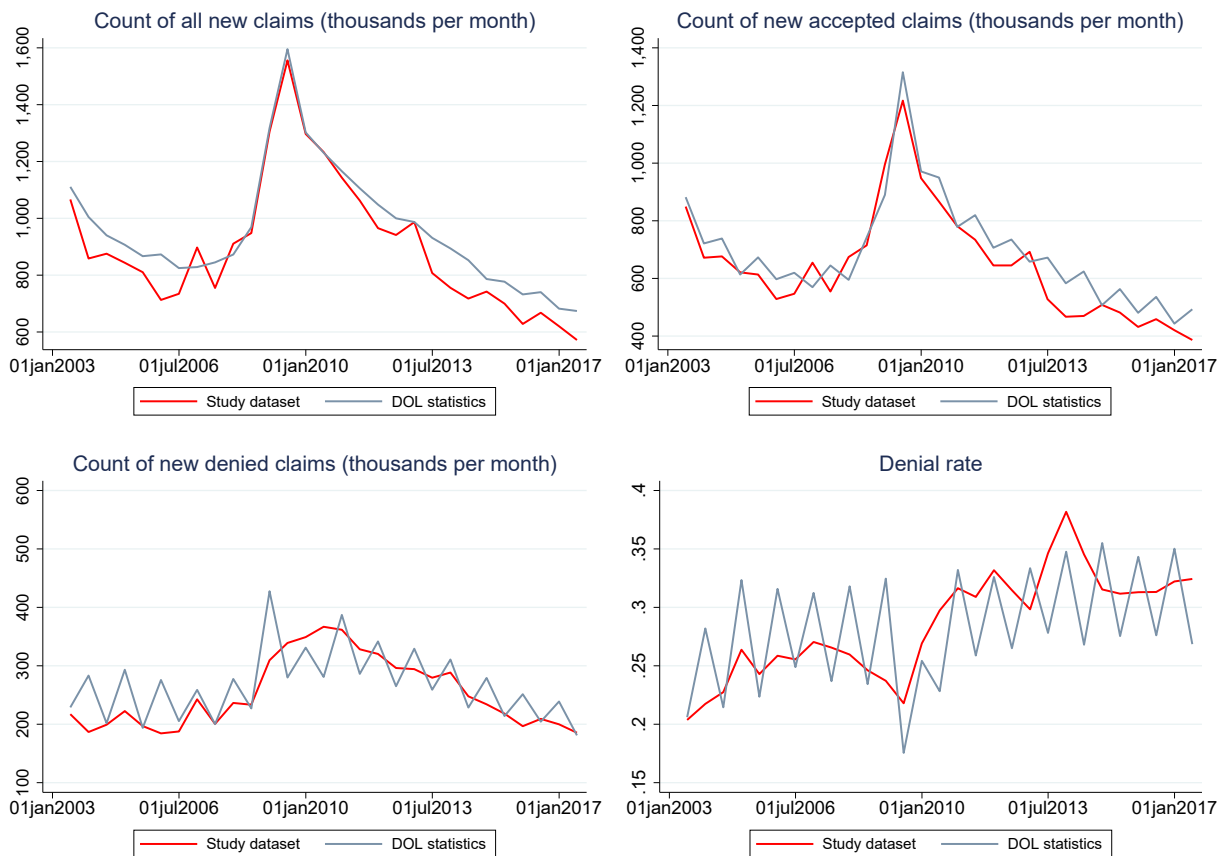 Count of all new claims (thousands per month)
1,600
1,400
1,200
1,000
800
600
01jan2003 01jul2006 01jan2010 01jul2013 01jan2017
Study dataset DOL statistics
Count of new accepted claims (thousands per month)
1,400
1,200
1,000
800
600
400
01jan2003 01jul2006 01jan2010 01jul2013 01jan2017
Study dataset DOL statistics
Count of new denied claims (thousands per month)
600
500
400
300
200
100
01jan2003 01jul2006 01jan2010 01jul2013 01jan2017
Study dataset DOL statistics
Denial rate
.4
.35
.3
.25
.2
.15
01jan2003 01jul2006 01jan2010 01jul2013 01jan2017
Study dataset DOL statistics